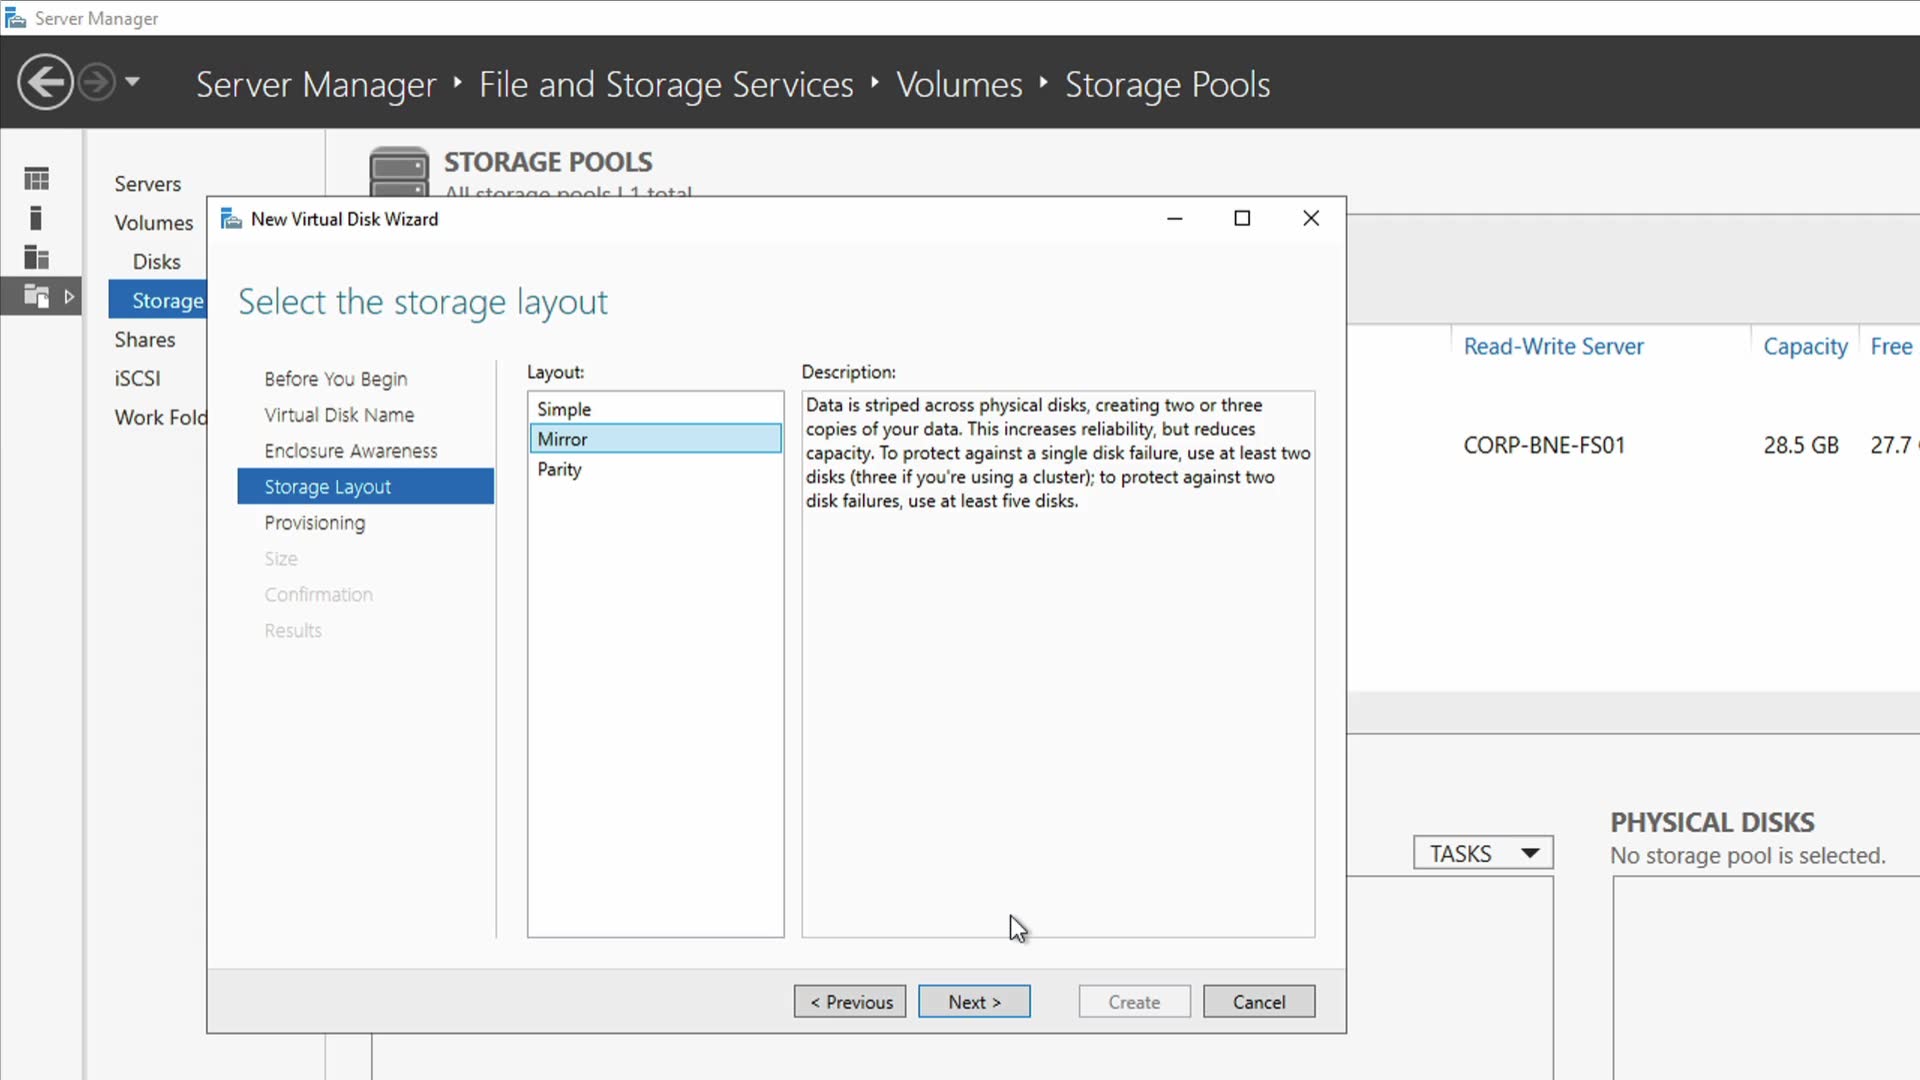 Server Manager
Server Manager ‣ File and Storage Services ‣ Volumes ‣ Storage Pools
Servers
Volumes
Disks
Storage
Shares
iSCSI
Work Fold
STORAGE POOLS
All storage pools | 1 total
New Virtual Disk Wizard
Select the storage layout
Before You Begin
Virtual Disk Name
Enclosure Awareness
Storage Layout
Provisioning
Size
Confirmation
Results
Layout:
Simple
Mirror
Parity
Description:
Data is striped across physical disks, creating two or three
copies of your data. This increases reliability, but reduces
capacity. To protect against a single disk failure, use at least two
disks (three if you're using a cluster); to protect against two
disk failures, use at least five disks.
< Previous
Next >
Create
Cancel
Read-Write Server
Capacity
Free
CORP-BNE-FS01
28.5 GB
27.7
TASKS
PHYSICAL DISKS
No storage pool is selected.